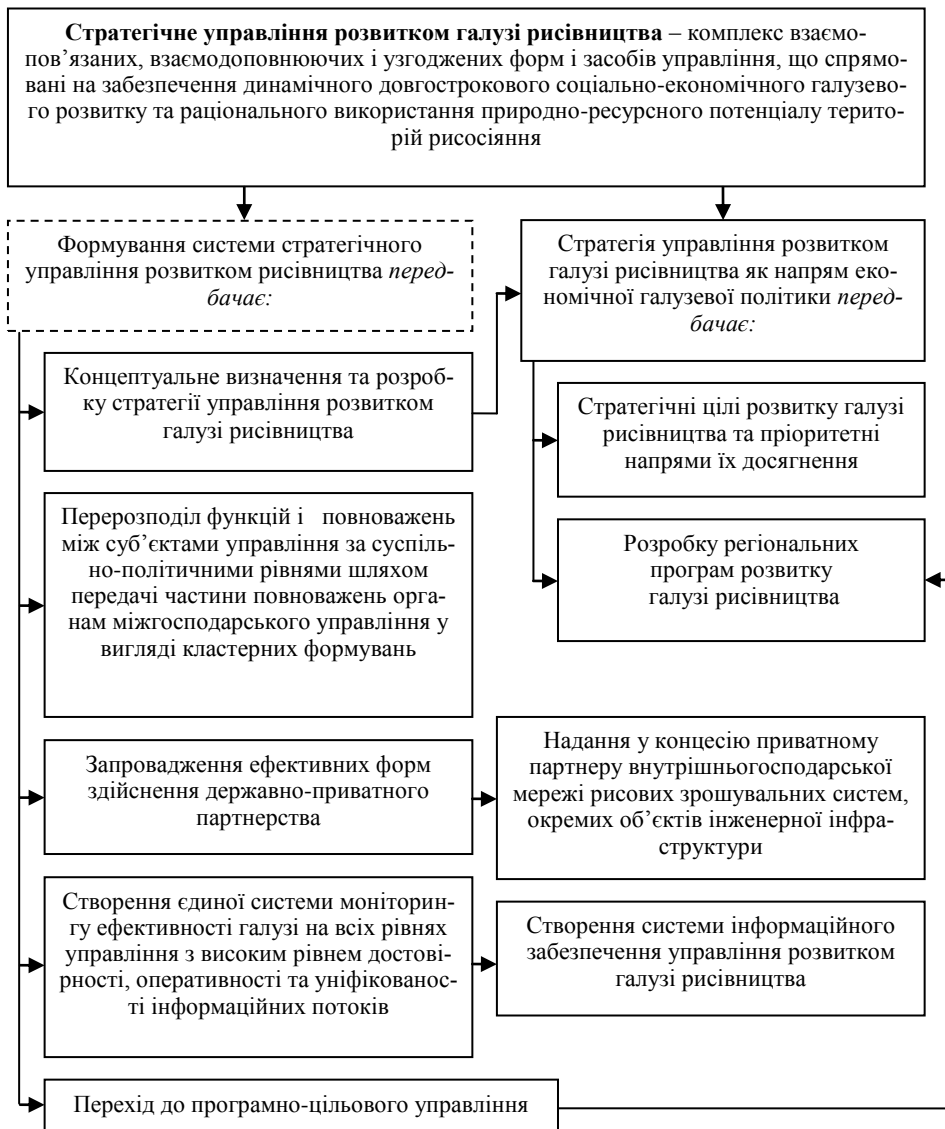 Стратегічне управління розвитком галузі рисівництва – комплекс взаємо-
пов’язаних, взаємодоповнюючих і узгоджених форм і засобів управління, що спрямо-
вані на забезпечення динамічного довгострокового соціально-економічного галузево-
го розвитку та раціонального використання природно-ресурсного потенціалу терито-
рій рисосіяння
Формування системи стратегічного
управління розвитком рисівництва перед-
бачає:
Стратегія управління розвитком
галузі рисівництва як напрям еко-
номічної галузевої політики перед-
бачає:
Концептуальне визначення та розроб-
ку стратегії управління розвитком
галузі рисівництва
Стратегічні цілі розвитку галузі
рисівництва та пріоритетні
напрями їх досягнення
Перерозподіл функцій і повноважень
між суб’єктами управління за суспіль-
но-політичними рівнями шляхом
передачі частини повноважень орга-
нам міжгосподарського управління у
вигляді кластерних формувань
Розробку регіональних
програм розвитку
галузі рисівництва
Запровадження ефективних форм
здійснення державно-приватного
партнерства
Надання у концесію приватному
партнеру внутрішньогосподарської
мережі рисових зрошувальних систем,
окремих об’єктів інженерної інфра-
структури
Створення єдиної системи моніторин-
гу ефективності галузі на всіх рівнях
управління з високим рівнем достові-
рності, оперативності та уніфікованос-
ті інформаційних потоків
Створення системи інформаційного
забезпечення управління розвитком
галузі рисівництва
Перехід до програмно-цільового управління